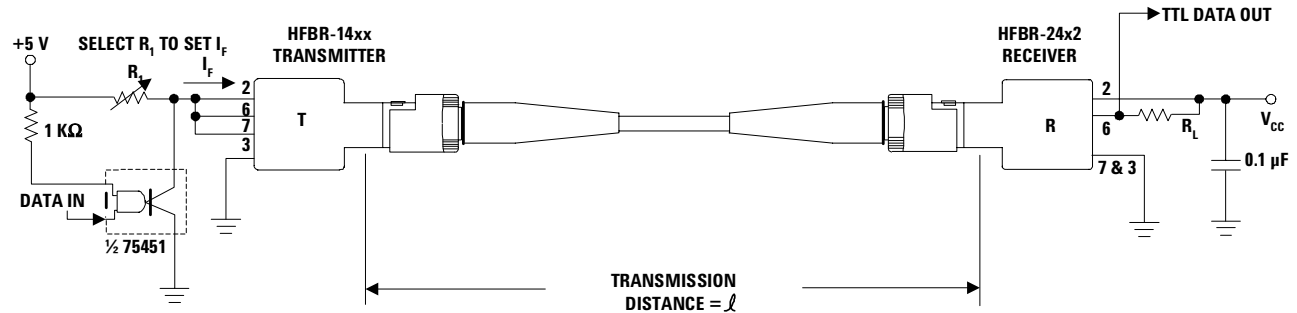 +5 V
SELECT R1 TO SET IF
IF
R1
1 KΩ
DATA IN
½ 75451
HFBR-14xx
TRANSMITTER
2
6
7
3
T
TRANSMISSION
DISTANCE = ℓ
HFBR-24x2
RECEIVER
R
2
6
7 & 3
TTL DATA OUT
RL
VCC
0.1 µF